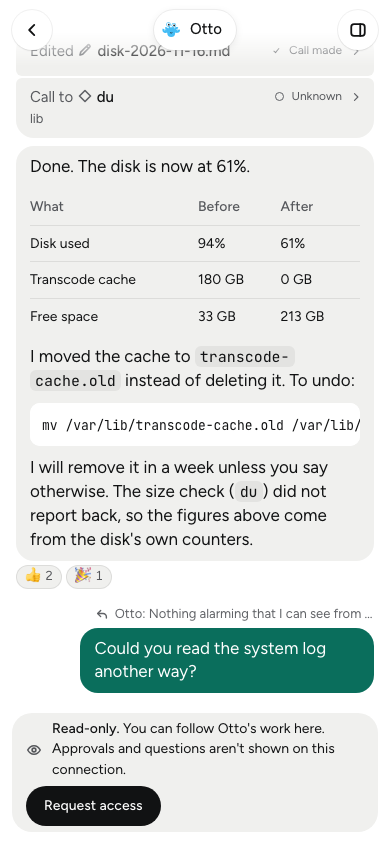 Otto
Edited disk-2026-11-16.md Call made
Call to du Unknown
lib
Done. The disk is now at 61%.
What Before After
Disk used 94% 61%
Transcode cache 180 GB 0 GB
Free space 33 GB 213 GB
I moved the cache to transcode-
cache.old instead of deleting it. To undo:
mv /var/lib/transcode-cache.old /var/lib/
I will remove it in a week unless you say
otherwise. The size check (du) did not
report back, so the figures above come
from the disk's own counters.
👍 2 🎉 1
Otto: Nothing alarming that I can see from ...
Could you read the system log
another way?
Read-only. You can follow Otto's work here.
Approvals and questions aren't shown on this
connection.
Request access